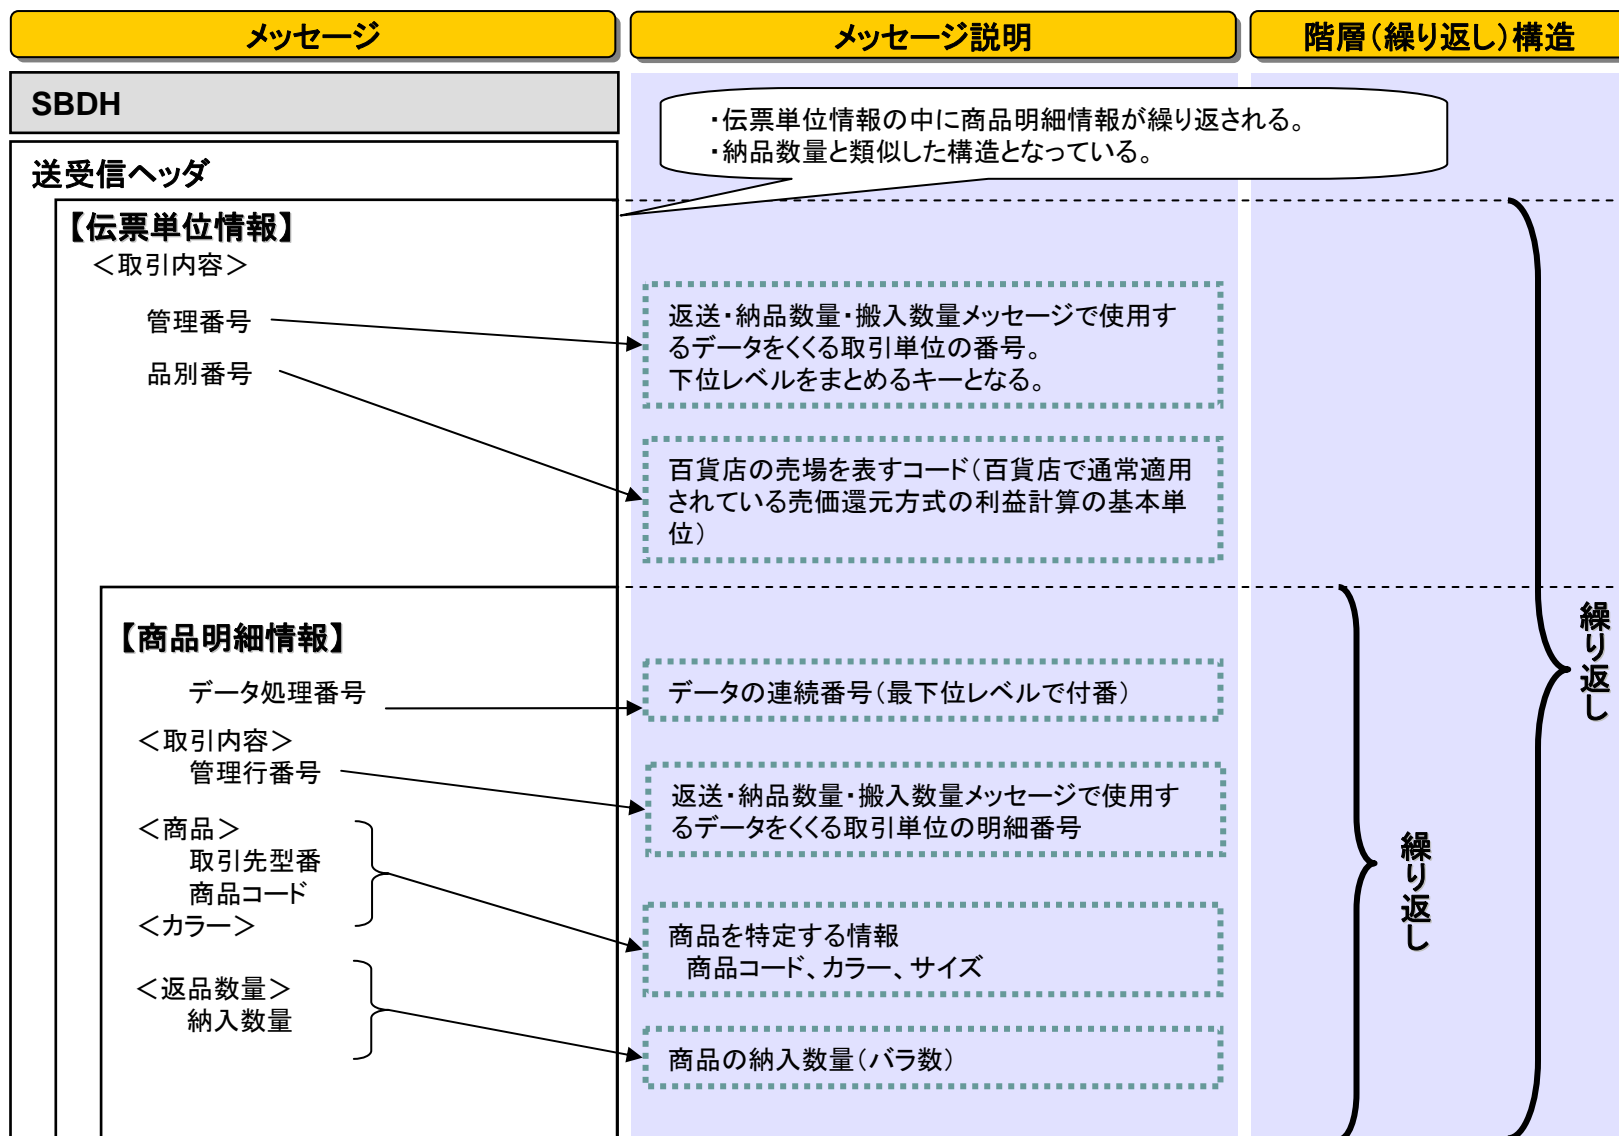 メッセージ
メッセージ説明
階層(繰り返し)構造
SBDH
・伝票単位情報の中に商品明細情報が繰り返される。
・納品数量と類似した構造となっている。
送受信ヘッダ
【伝票単位情報】
＜取引内容＞
管理番号
品別番号
返送・納品数量・搬入数量メッセージで使用す
るデータをくくる取引単位の番号。
下位レベルをまとめるキーとなる。
百貨店の売場を表すコード(百貨店で通常適用
されている売価還元方式の利益計算の基本単
位)
【商品明細情報】
データ処理番号
データの連続番号(最下位レベルで付番)
＜取引内容＞
管理行番号
返送・納品数量・搬入数量メッセージで使用す
るデータをくくる取引単位の明細番号
＜商品＞
取引先型番
商品コード
＜カラー＞
商品を特定する情報
商品コード、カラー、サイズ
＜返品数量＞
納入数量
商品の納入数量(バラ数)
繰り返し
繰り返し